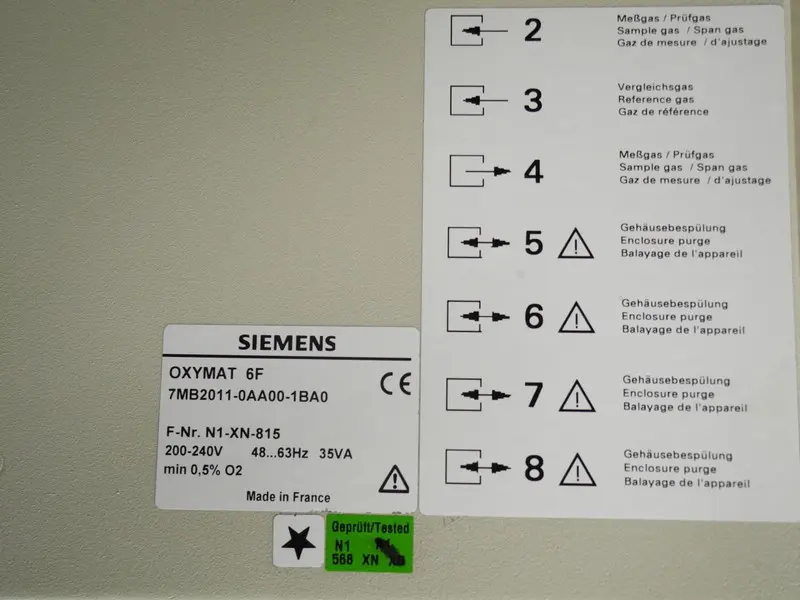 2
Meßgas / Prüfgas
Sample gas / Span gas
Gaz de mesure / d'ajustage
3
Vergleichsgas
Reference gas
Gaz de référence
4
Meßgas / Prüfgas
Sample gas / Span gas
Gaz de mesure / d'ajustage
5
Gehäusebespülung
Enclosure purge
Balayage de l'appareil
6
Gehäusebespülung
Enclosure purge
Balayage de l'appareil
7
Gehäusebespülung
Enclosure purge
Balayage de l'appareil
8
Gehäusebespülung
Enclosure purge
Balayage de l'appareil
SIEMENS
OXYMAT 6F
CE
7MB2011-0AA00-1BA0
F-Nr. N1-XN-815
200-240V 48...63Hz 35VA
min 0,5% O2
Made in France
Geprüft/Tested
N1
568 XN